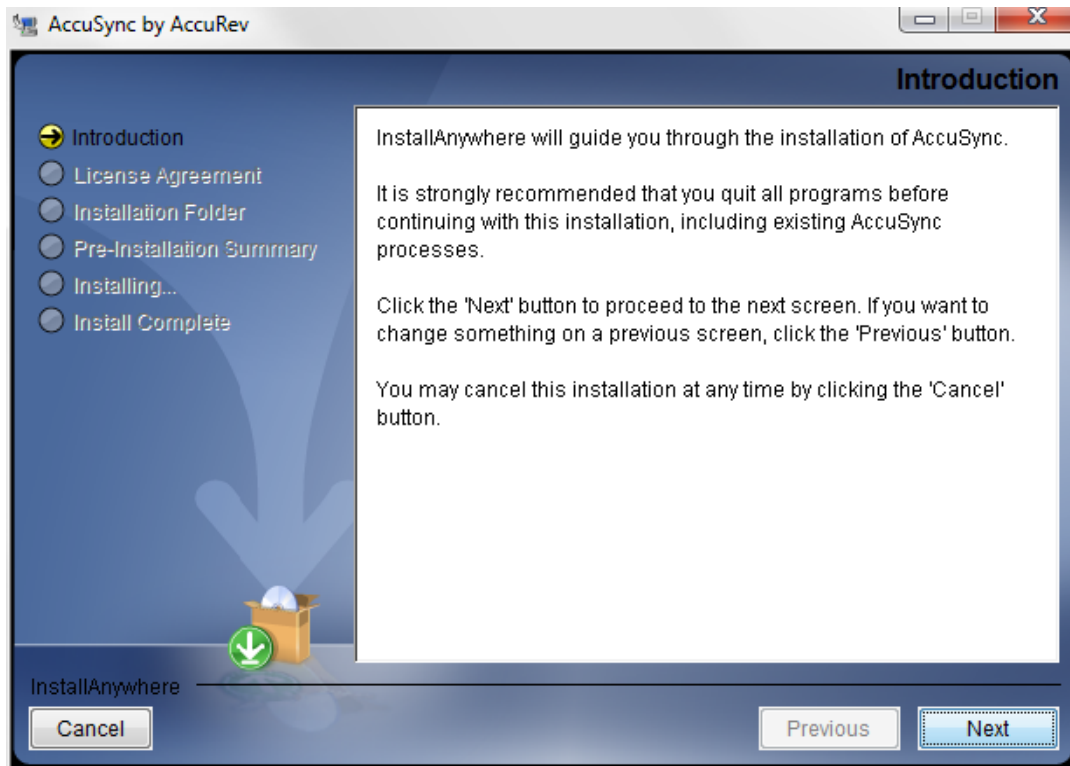 AccuSync by AccuRev
Introduction
Introduction
License Agreement
Installation Folder
Pre-Installation Summary
Installing...
Install Complete
InstallAnywhere will guide you through the installation of AccuSync.
It is strongly recommended that you quit all programs before
continuing with this installation, including existing AccuSync
processes.
Click the 'Next' button to proceed to the next screen. If you want to
change something on a previous screen, click the 'Previous' button.
You may cancel this installation at any time by clicking the 'Cancel'
button.
InstallAnywhere
Cancel
Previous
Next